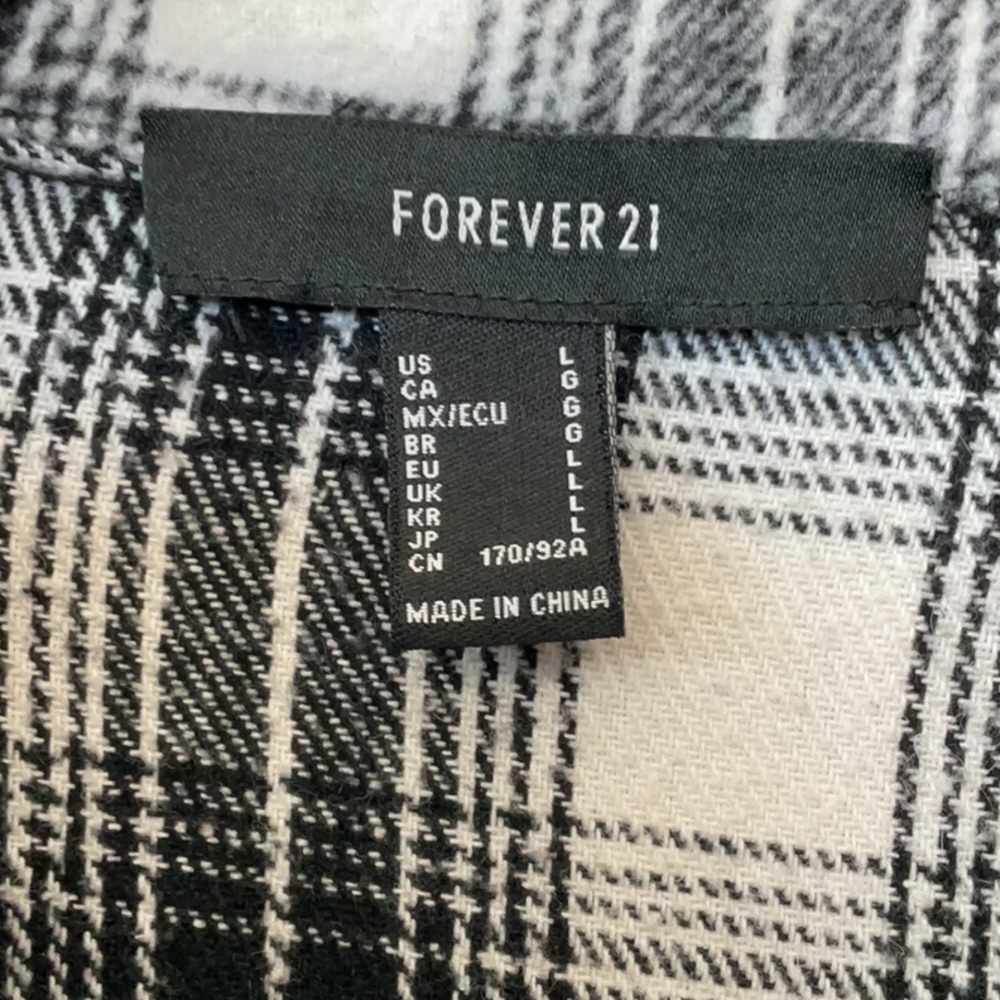 FOREVER 21
US L
CA G
MX/ECU G
BR G
EU L
UK L
KR L
JP L
CN 170/92A
MADE IN CHINA